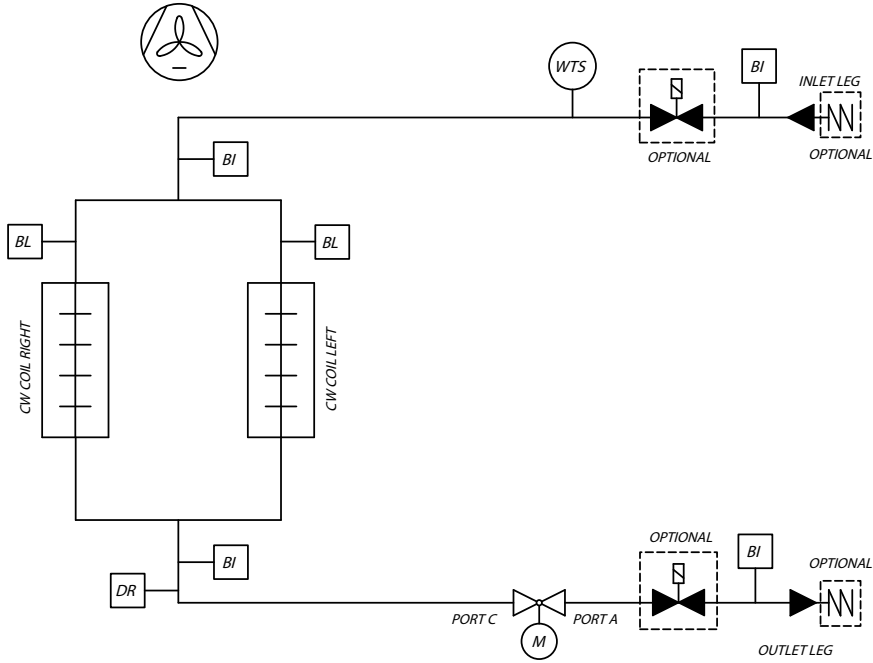 WTS
BI
INLET LEG
OPTIONAL
OPTIONAL
BI
BL
BL
CW COIL RIGHT
CW COIL LEFT
BI
DR
OPTIONAL
BI
OPTIONAL
PORT C
PORT A
M
OUTLET LEG